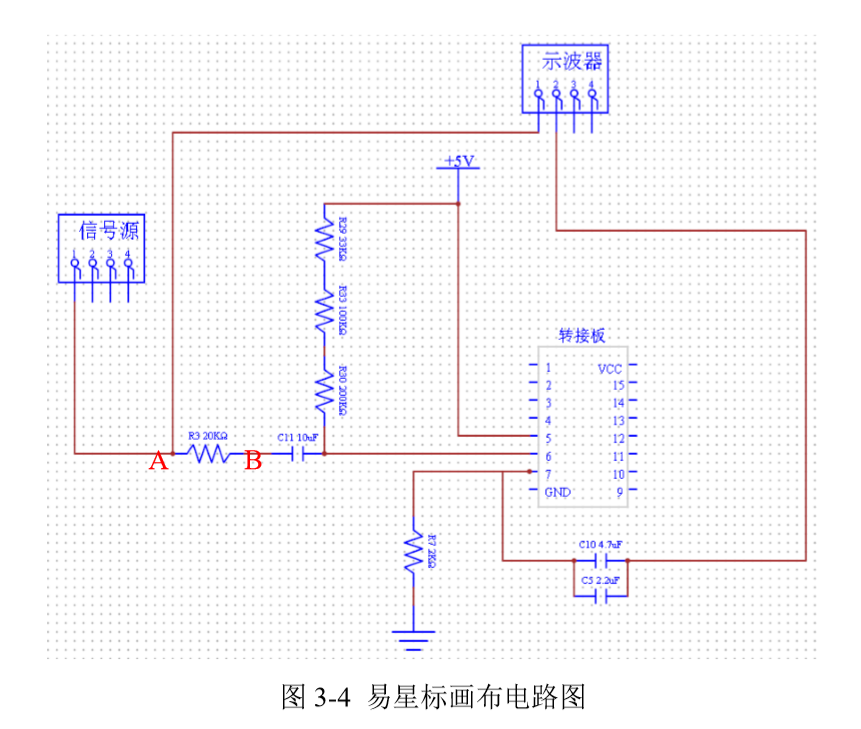 示波器
1 2 3 4
+5V
信号源
1 2 3 4
R29 33KΩ
R33 100KΩ
R30 200KΩ
转接板
1 VCC
2 15
3 14
4 13
5 12
6 11
7 10
GND 9
R3 20KΩ
C11 10uF
A
B
R7 2KΩ
C10 4.7uF
C5 2.2uF
图 3-4 易星标画布电路图